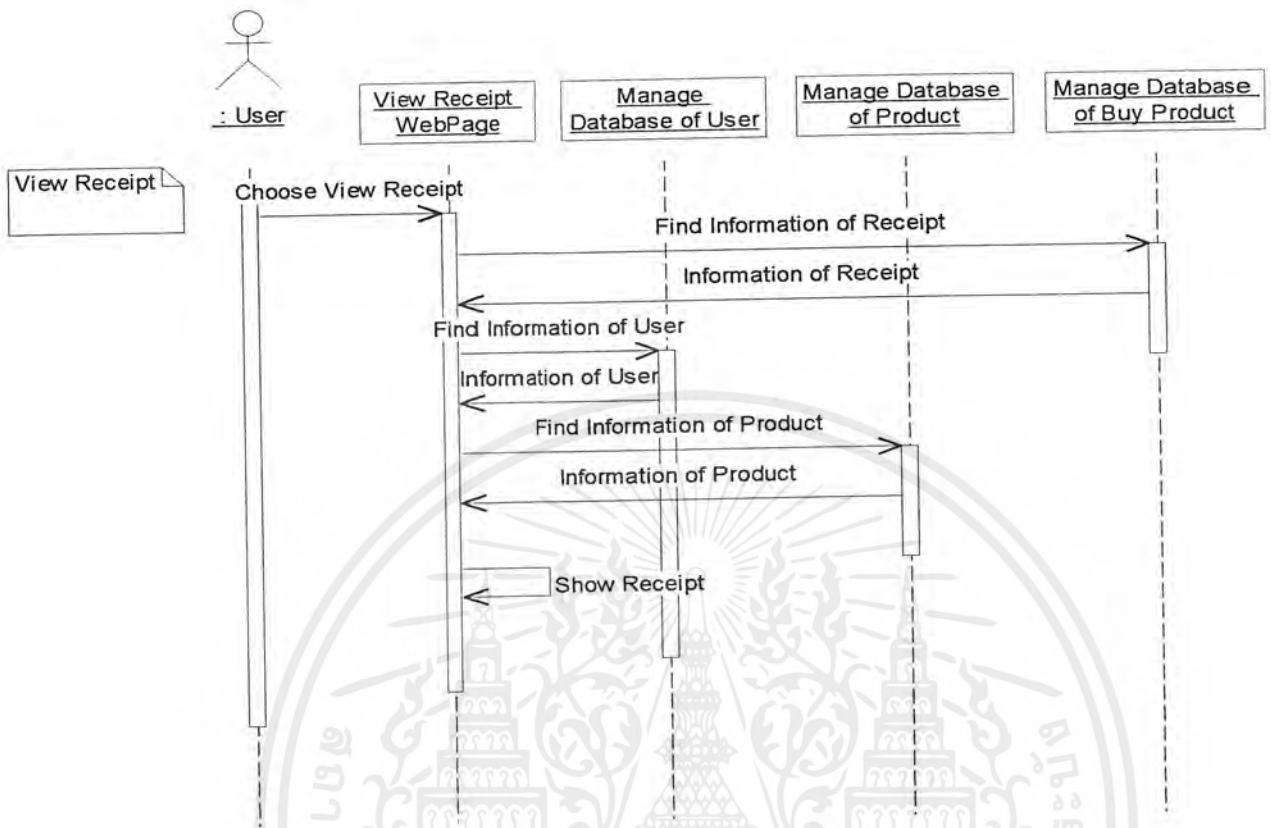 : User
View Receipt
WebPage
Manage
Database of User
Manage Database
of Product
Manage Database
of Buy Product
View Receipt
Choose View Receipt
Find Information of Receipt
Information of Receipt
Find Information of User
Information of User
Find Information of Product
Information of Product
Show Receipt